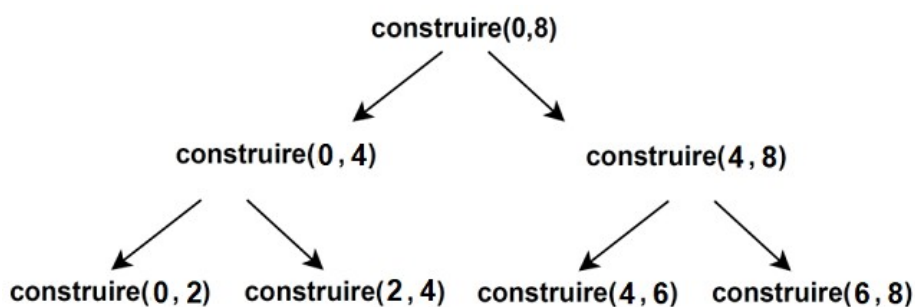 construire(0,8)
construire(0, 4) construire(4, 8)
construire(0, 2) construire(2, 4) construire(4, 6) construire(6, 8)